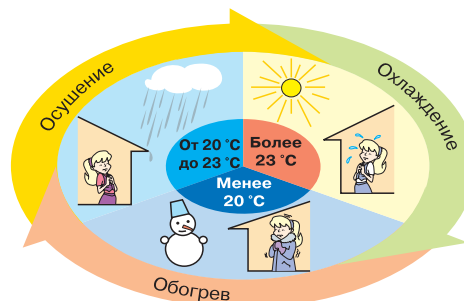 Осушение
Охлаждение
От 20 °C
до 23 °C
Более
23 °C
Менее
20 °C
Обогрев